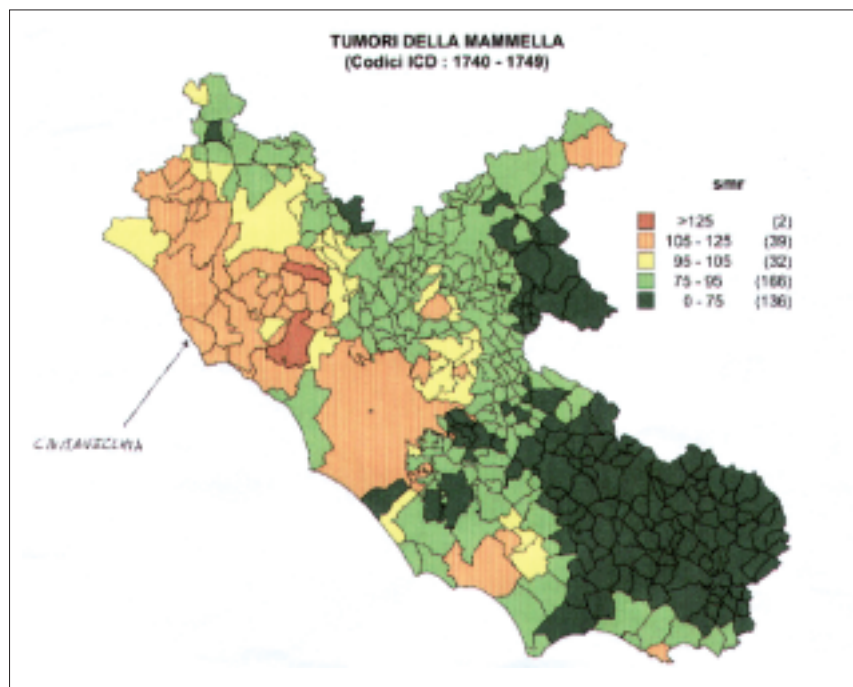 TUMORI DELLA MAMMELLA
(Codici ICD : 1740 - 1749)
smr
>125 (2)
105 - 125 (39)
95 - 105 (32)
75 - 95 (166)
0 - 75 (136)
CIVITAVECCHIA